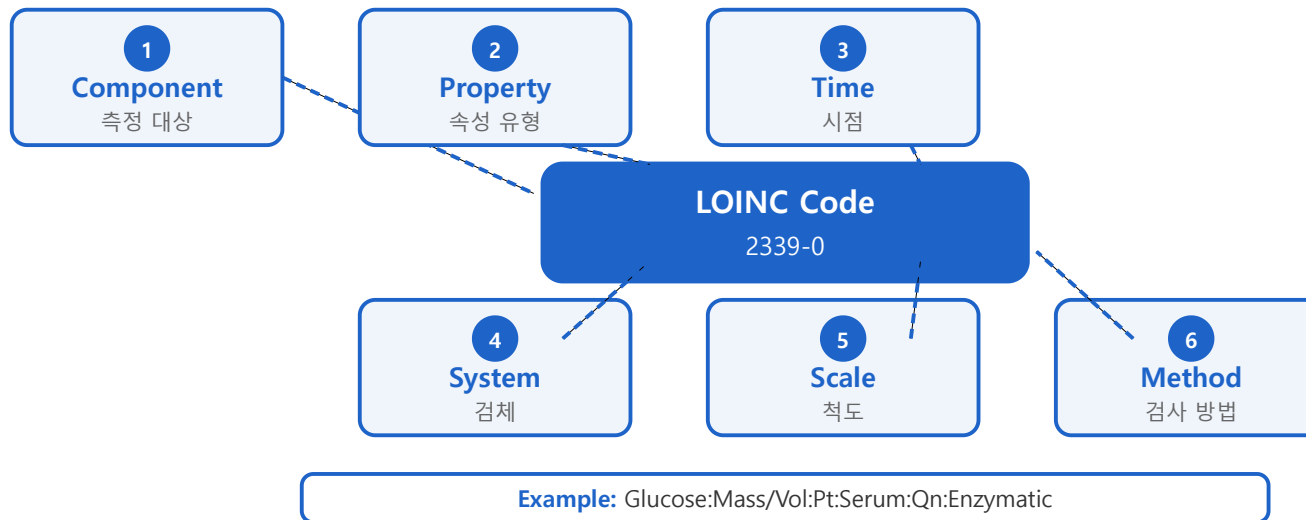 1
Component
측정 대상
2
Property
속성 유형
3
Time
시점
LOINC Code
2339-0
4
System
검체
5
Scale
척도
6
Method
검사 방법
Example: Glucose:Mass/Vol:Pt:Serum:Qn:Enzymatic